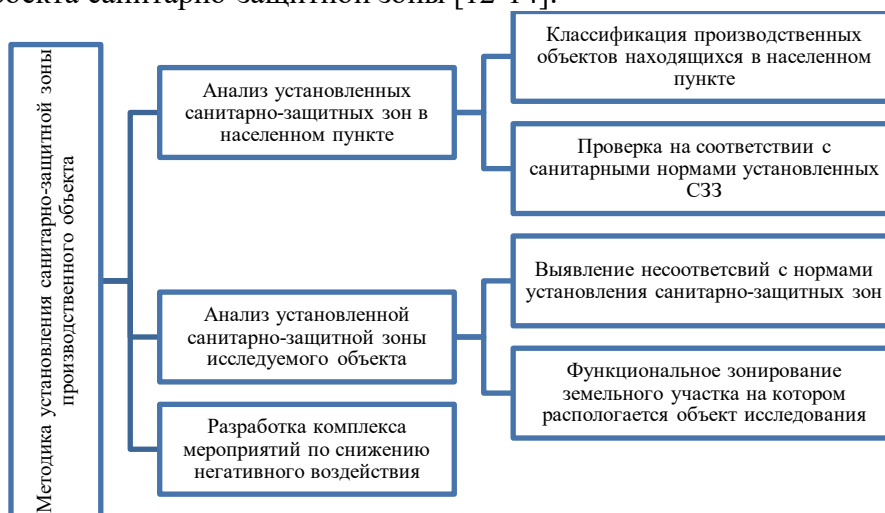 роекта санитарно-защитной зоны [12-14].
Методика установления санитарно-защитной зоны
производственного объекта
Анализ установленных
санитарно-защитных зон в
населенном пункте
Классификация производственных
объектов находящихся в населенном
пункте
Проверка на соответствии с
санитарными нормами установленных
СЗЗ
Анализ установленной
санитарно-защитной зоны
исследуемого объекта
Выявление несоответсвий с нормами
установления санитарно-защитных зон
Функциональное зонирование
земельного участка на котором
распологается объект исследования
Разработка комплекса
мероприятий по снижению
негативного воздействия